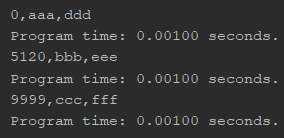 0,aaa,ddd
Program time: 0.00100 seconds.
5120,bbb,eee
Program time: 0.00100 seconds.
9999,ccc,fff
Program time: 0.00100 seconds.